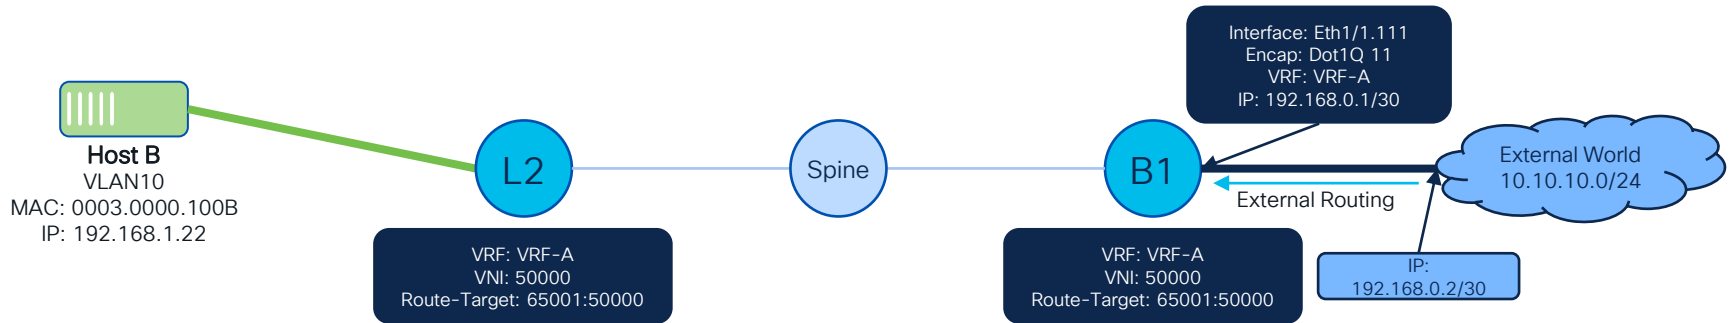 Host B
VLAN10
MAC: 0003.0000.100B
IP: 192.168.1.22
L2
VRF: VRF-A
VNI: 50000
Route-Target: 65001:50000
Spine
B1
VRF: VRF-A
VNI: 50000
Route-Target: 65001:50000
Interface: Eth1/1.111
Encap: Dot1Q 11
VRF: VRF-A
IP: 192.168.0.1/30
External Routing
External World
10.10.10.0/24
IP:
192.168.0.2/30